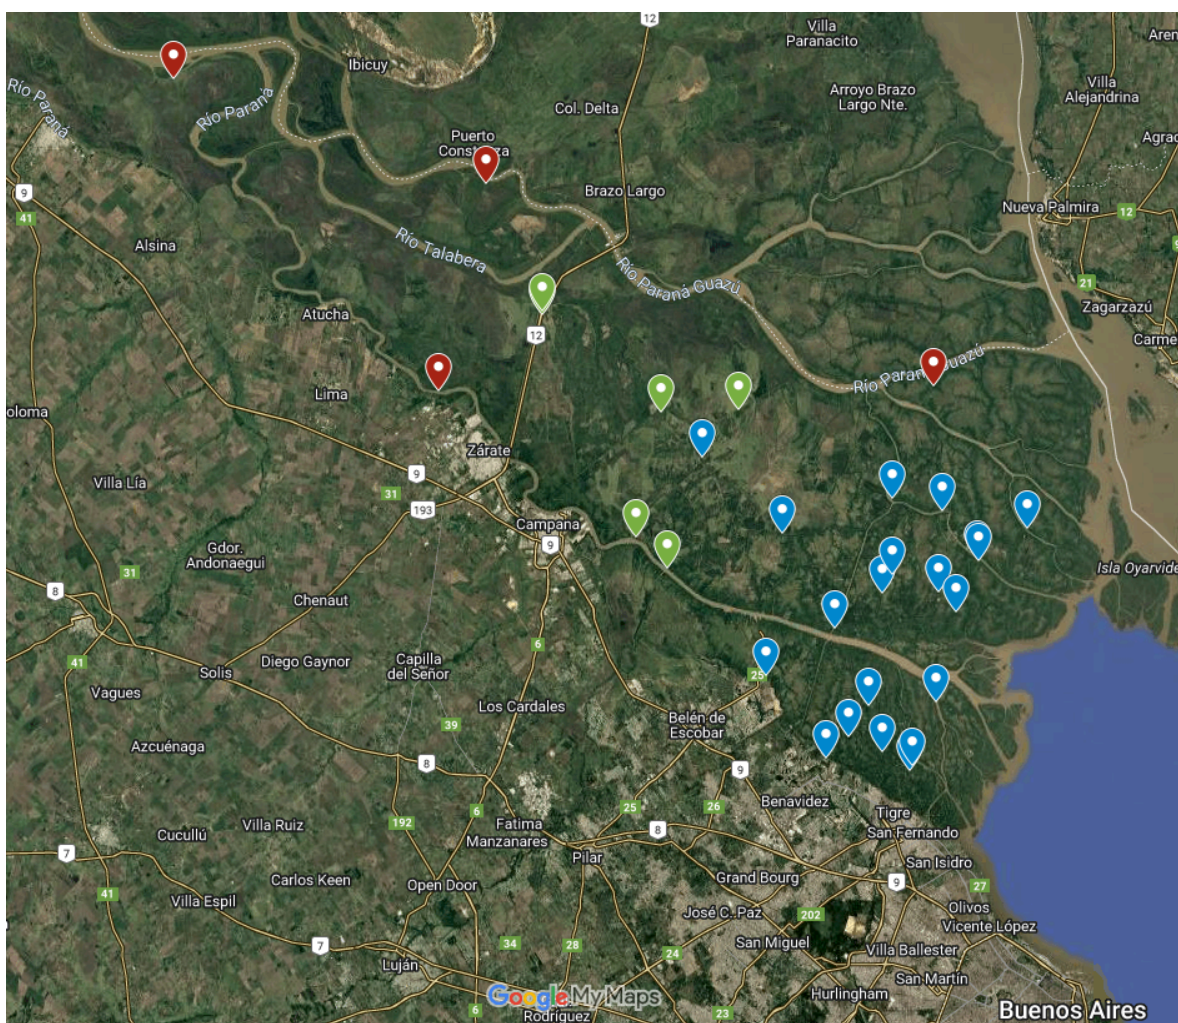 12
Villa
Paranacito
Aren
Ibicuy
Villa
Alejandrina
Río Paraná
Río Paraná
Col. Delta
Arroyo Brazo
Largo Nte.
Puerto
Constanza
Agrac
9
41
Brazo Largo
Nueva Palmira
12
Alsina
Río Talabera
9
Río Paraná Guazú
21
Zagarzazú
Atucha
12
Carme
Río Paraná Guazú
Lima
oloma
Zárate
9
Villa Lía
31
193
Campana
9
Gdor.
Andonaegui
31
Isla Oyarvide
8
Chenaut
6
41
Diego Gaynor
Capilla
del Señor
Solis
25
Vagues
Los Cardales
39
Belén de
Escobar
Azcuénaga
8
9
6
25
26
Benavidez
192
Fatima
Tigre
Cucullú
Villa Ruiz
Manzanares
8
San Fernando
7
Pilar
San Isidro
Carlos Keen
Open Door
Grand Bourg
9
27
41
Villa Espil
José C. Paz
202
Olivos
Vicente López
7
34
28
San Miguel
24
Villa Ballester
Luján
San Martín
Google My Maps
Hurlingham
6
Rodríguez
23
Buenos Aires